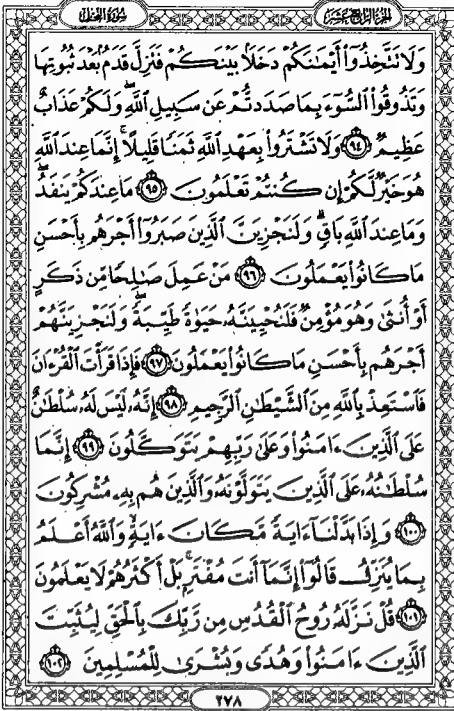 الجزء الرابع عشر
سورة النحل
وَلَا تَتَّخِذُوٓا۟ أَيْمَـٰنَكُمْ دَخَلًۢا بَيْنَكُمْ فَتَزِلَّ قَدَمٌۢ بَعْدَ ثُبُوتِهَا
وَتَذُوقُوا۟ ٱلسُّوٓءَ بِمَا صَدَدتُّمْ عَن سَبِيلِ ٱللَّهِ ۖ وَلَكُمْ عَذَابٌ
عَظِيمٌ ﴿٩٤﴾ وَلَا تَشْتَرُوا۟ بِعَهْدِ ٱللَّهِ ثَمَنًا قَلِيلًا ۚ إِنَّمَا عِندَ ٱللَّهِ
هُوَ خَيْرٌ لَّكُمْ إِن كُنتُمْ تَعْلَمُونَ ﴿٩٥﴾ مَا عِندَكُمْ يَنفَدُ ۖ
وَمَا عِندَ ٱللَّهِ بَاقٍ ۗ وَلَنَجْزِيَنَّ ٱلَّذِينَ صَبَرُوٓا۟ أَجْرَهُم بِأَحْسَنِ
مَا كَانُوا۟ يَعْمَلُونَ ﴿٩٦﴾ مَنْ عَمِلَ صَـٰلِحًا مِّن ذَكَرٍ
أَوْ أُنثَىٰ وَهُوَ مُؤْمِنٌ فَلَنُحْيِيَنَّهُۥ حَيَوٰةً طَيِّبَةً ۖ وَلَنَجْزِيَنَّهُمْ
أَجْرَهُم بِأَحْسَنِ مَا كَانُوا۟ يَعْمَلُونَ ﴿٩٧﴾ فَإِذَا قَرَأْتَ ٱلْقُرْءَانَ
فَٱسْتَعِذْ بِٱللَّهِ مِنَ ٱلشَّيْطَـٰنِ ٱلرَّجِيمِ ﴿٩٨﴾ إِنَّهُۥ لَيْسَ لَهُۥ سُلْطَـٰنٌ
عَلَى ٱلَّذِينَ ءَامَنُوا۟ وَعَلَىٰ رَبِّهِمْ يَتَوَكَّلُونَ ﴿٩٩﴾ إِنَّمَا
سُلْطَـٰنُهُۥ عَلَى ٱلَّذِينَ يَتَوَلَّوْنَهُۥ وَٱلَّذِينَ هُم بِهِۦ مُشْرِكُونَ
﴿١٠٠﴾ وَإِذَا بَدَّلْنَآ ءَايَةً مَّكَانَ ءَايَةٍ ۙ وَٱللَّهُ أَعْلَمُ
بِمَا يُنَزِّلُ قَالُوٓا۟ إِنَّمَآ أَنتَ مُفْتَرٍۭ ۚ بَلْ أَكْثَرُهُمْ لَا يَعْلَمُونَ
﴿١٠١﴾ قُلْ نَزَّلَهُۥ رُوحُ ٱلْقُدُسِ مِن رَّبِّكَ بِٱلْحَقِّ لِيُثَبِّتَ
ٱلَّذِينَ ءَامَنُوا۟ وَهُدًى وَبُشْرَىٰ لِلْمُسْلِمِينَ ﴿١٠٢﴾
٢٧٨